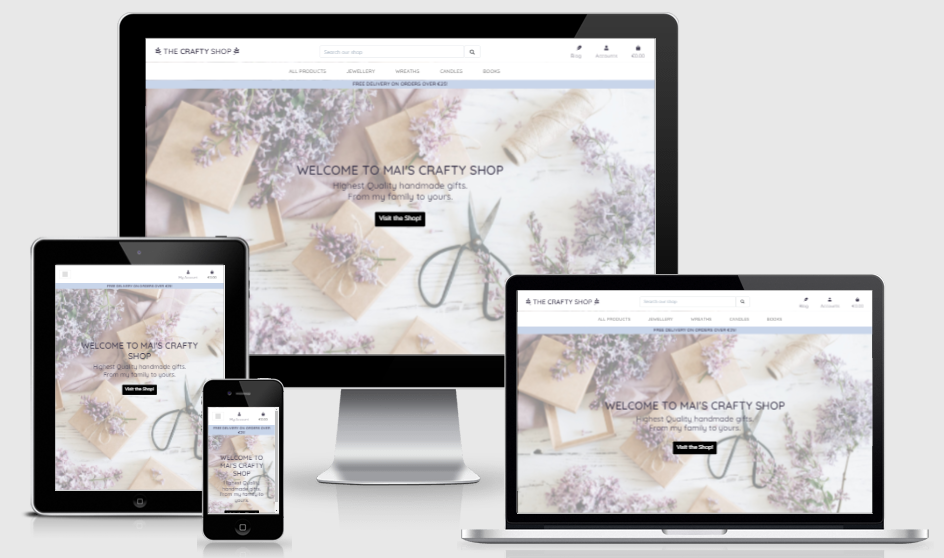 THE CRAFTY SHOP
Search our shop
Blog
Accounts
€0.00
ALL PRODUCTS JEWELLERY WREATHS CANDLES BOOKS
FREE DELIVERY ON ORDERS OVER €20!
WELCOME TO MAI'S CRAFTY SHOP
Highest Quality handmade gifts.
From my family to yours.
Visit the Shop!
My Account
€0.00
FREE DELIVERY ON ORDERS OVER €20!
WELCOME TO MAI'S CRAFTY
SHOP
Highest Quality handmade gifts.
From my family to yours.
Visit the Shop!
My Account
€0.00
FREE DELIVERY ON ORDERS OVER
€20!
WELCOME TO
MAI'S CRAFTY
SHOP
Highest Quality
handmade gifts.
From my family to
yours.
THE CRAFTY SHOP
Search our shop
Blog
Accounts
€0.00
ALL PRODUCTS JEWELLERY WREATHS CANDLES BOOKS
FREE DELIVERY ON ORDERS OVER €20!
WELCOME TO MAI'S CRAFTY SHOP
Highest Quality handmade gifts.
From my family to yours.
Visit the Shop!